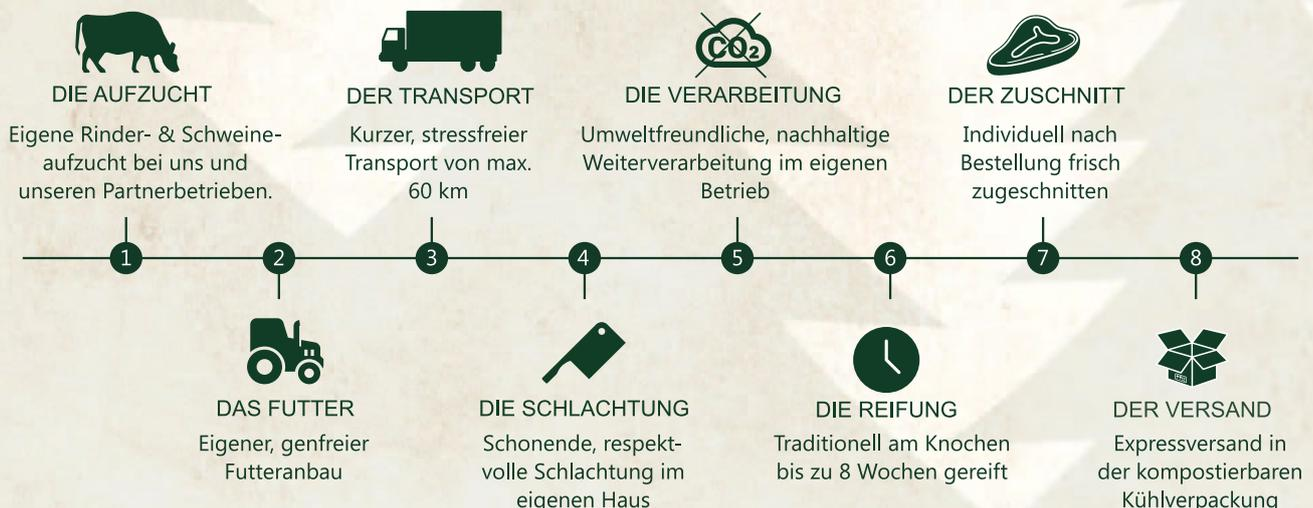 DIE AUFZUCHT
Eigene Rinder- & Schweine-
aufzucht bei uns und
unseren Partnerbetrieben.
DER TRANSPORT
Kurzer, stressfreier
Transport von max.
60 km
CO₂
DIE VERARBEITUNG
Umweltfreundliche, nachhaltige
Weiterverarbeitung im eigenen
Betrieb
DER ZUSCHNITT
Individuell nach
Bestellung frisch
zugeschnitten
1 2 3 4 5 6 7 8
DAS FUTTER
Eigener, genfreier
Futteranbau
DIE SCHLACHTUNG
Schonende, respekt-
volle Schlachtung im
eigenen Haus
DIE REIFUNG
Traditionell am Knochen
bis zu 8 Wochen gereift
DER VERSAND
Expressversand in
der kompostierbaren
Kühlverpackung